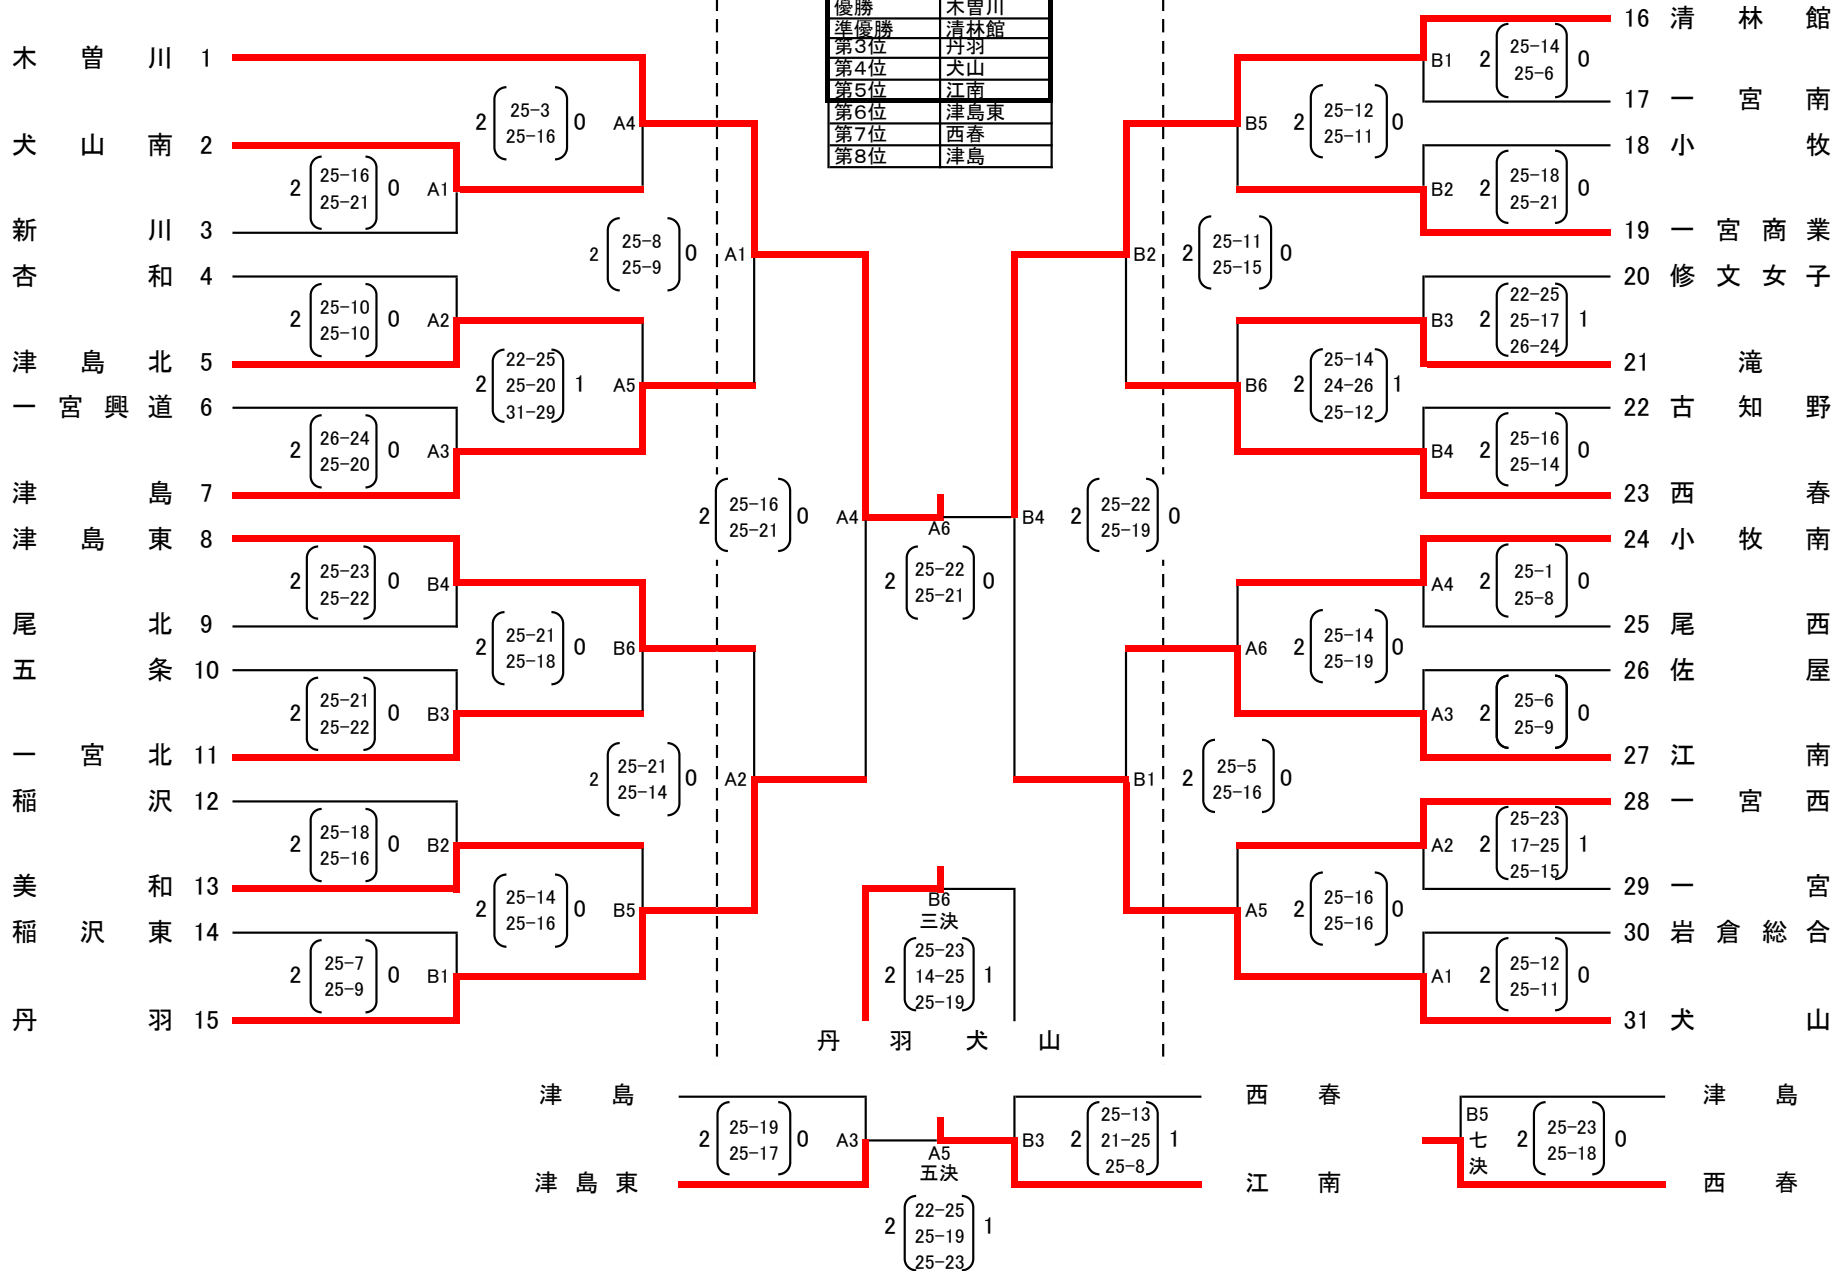 優勝 木曽川
準優勝 清林館
第3位 丹羽
第4位 犬山
第5位 江南
第6位 津島東
第7位 西春
第8位 津島
木曽川 1
犬山南 2
新川 3
杏和 4
津島北 5
一宮興道 6
津島 7
津島東 8
尾北 9
五条 10
一宮北 11
稲沢 12
美和 13
稲沢東 14
丹羽 15
2 25-16 0 A1
25-21
2 25-10 0 A2
25-10
2 26-24 0 A3
25-20
2 25-23 0 B4
25-22
2 25-21 0 B3
25-22
2 25-18 0 B2
25-16
2 25-7 0 B1
25-9
2 25-3 0 A4
25-16
2 22-25 1 A5
25-20
31-29
2 25-21 0 B6
25-18
2 25-14 0 B5
25-16
2 25-8 0 A1
25-9
2 25-21 0 A2
25-14
2 25-16 0 A4
25-21
A6
2 25-22 0
25-21
B4 2 25-22 0
25-19
B2 2 25-11 0
25-15
B1 2 25-5 0
25-16
B5 2 25-12 0
25-11
B6 2 25-14 1
24-26
25-12
A6 2 25-14 0
25-19
A5 2 25-16 0
25-16
B1 2 25-14 0
25-6
B2 2 25-18 0
25-21
B3 2 22-25 1
25-17
26-24
B4 2 25-16 0
25-14
A4 2 25-1 0
25-8
A3 2 25-6 0
25-9
A2 2 25-23 1
17-25
25-15
A1 2 25-12 0
25-11
16 清林館
17 一宮南
18 小牧
19 一宮商業
20 修文女子
21 滝
22 古知野
23 西春
24 小牧南
25 尾西
26 佐屋
27 江南
28 一宮西
29 一宮
30 岩倉総合
31 犬山
B6
三決
2 25-23 1
14-25
25-19
丹羽 犬山
津島
2 25-19 0 A3
25-17
津島東
A5
五決
2 22-25 1
25-19
25-23
西春
B3 2 25-13 1
21-25
25-8
江南
津島
B5 2 25-23 0
七 25-18
決
西春